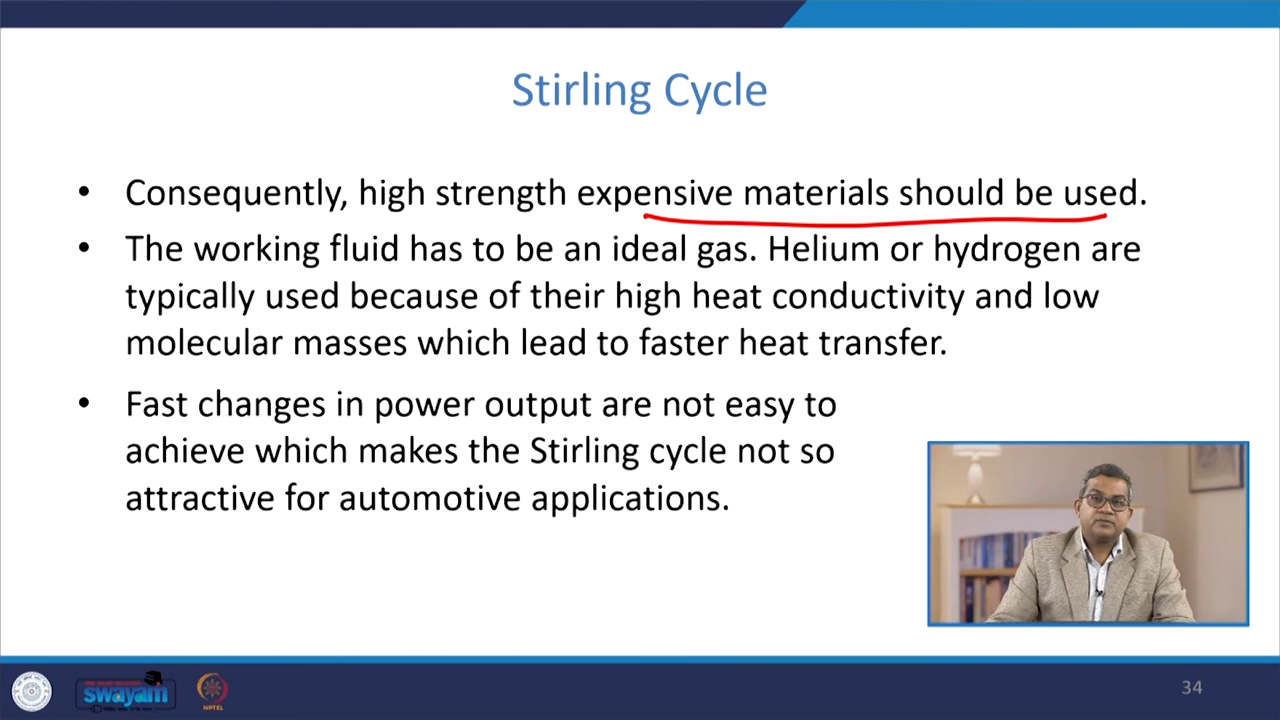 Stirling Cycle
• Consequently, high strength expensive materials should be used.
• The working fluid has to be an ideal gas. Helium or hydrogen are
typically used because of their high heat conductivity and low
molecular masses which lead to faster heat transfer.
• Fast changes in power output are not easy to
achieve which makes the Stirling cycle not so
attractive for automotive applications.
swayam
NPTEL
34